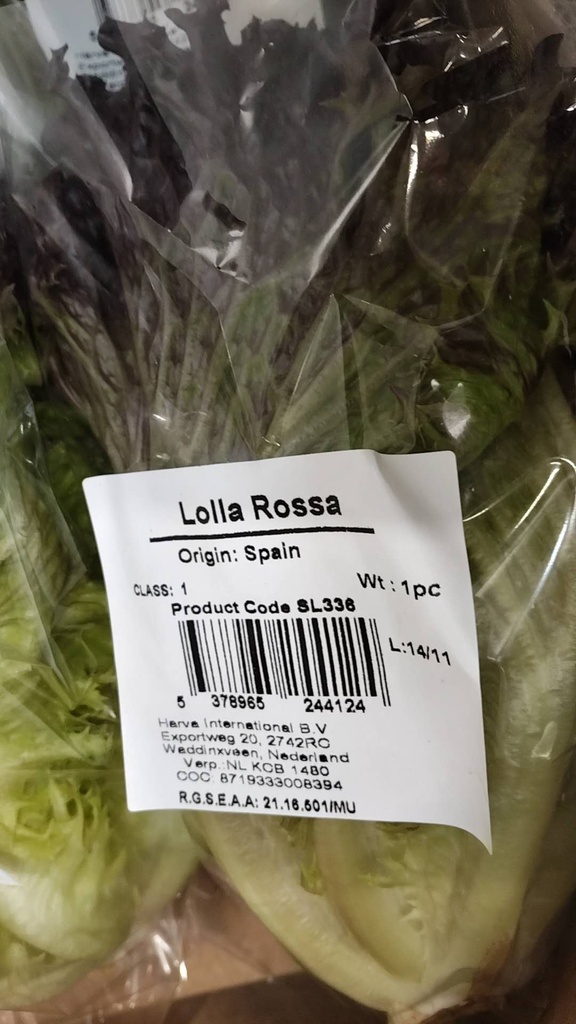 Lolla Rossa
Origin: Spain
CLASS: 1
Wt : 1pc
Product Code SL336
L:14/11
5 378965 244124
Harve International B.V
Exportweg 20, 2742RC
Waddinxveen, Nederland
Verp.:NL KCB 1480
COC: 8719333008394
R.G.S.E.A.A: 21.16.501/MU